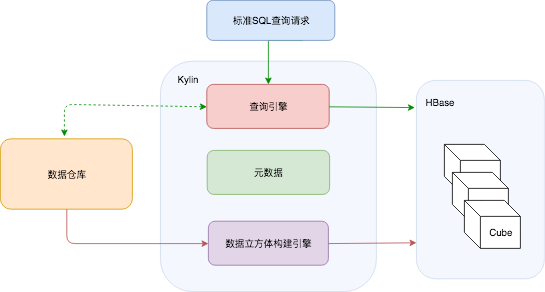 标准SQL查询请求
Kylin
查询引擎
HBase
元数据
数据仓库
数据立方体构建引擎
Cube